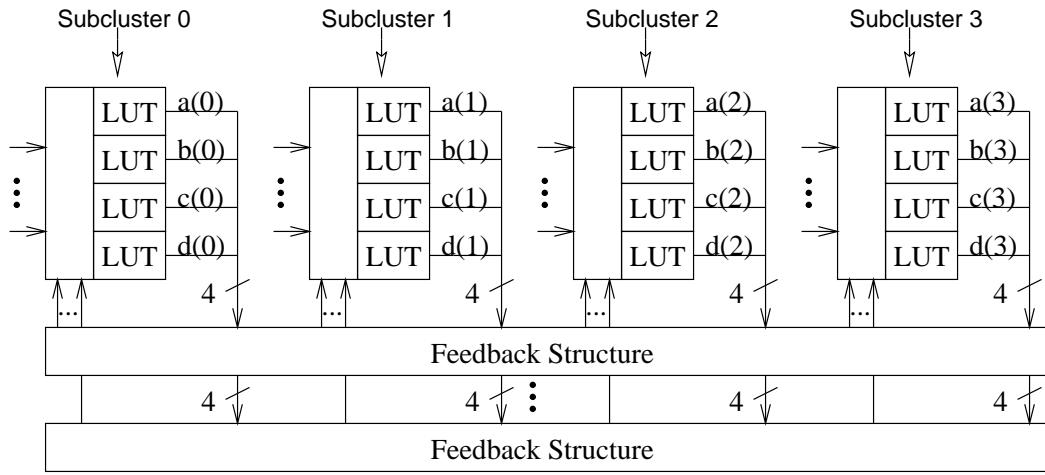 Subcluster 0 Subcluster 1 Subcluster 2 Subcluster 3
LUT a(0) LUT a(1) LUT a(2) LUT a(3)
LUT b(0) LUT b(1) LUT b(2) LUT b(3)
LUT c(0) LUT c(1) LUT c(2) LUT c(3)
LUT d(0) LUT d(1) LUT d(2) LUT d(3)
... 4 ... 4 ... 4 ... 4
Feedback Structure
4 4 4 4
Feedback Structure